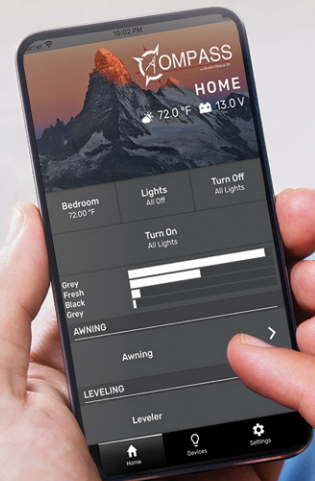 10:02 PM
COMPASS
HOME
72.0 °F 13.0 V
Bedroom
72.00 °F
Lights
All Off
Turn Off
All Lights
Turn On
All Lights
Grey
Fresh
Black
Grey
AWNING
Awning
LEVELING
Leveler
Home
Devices
Settings